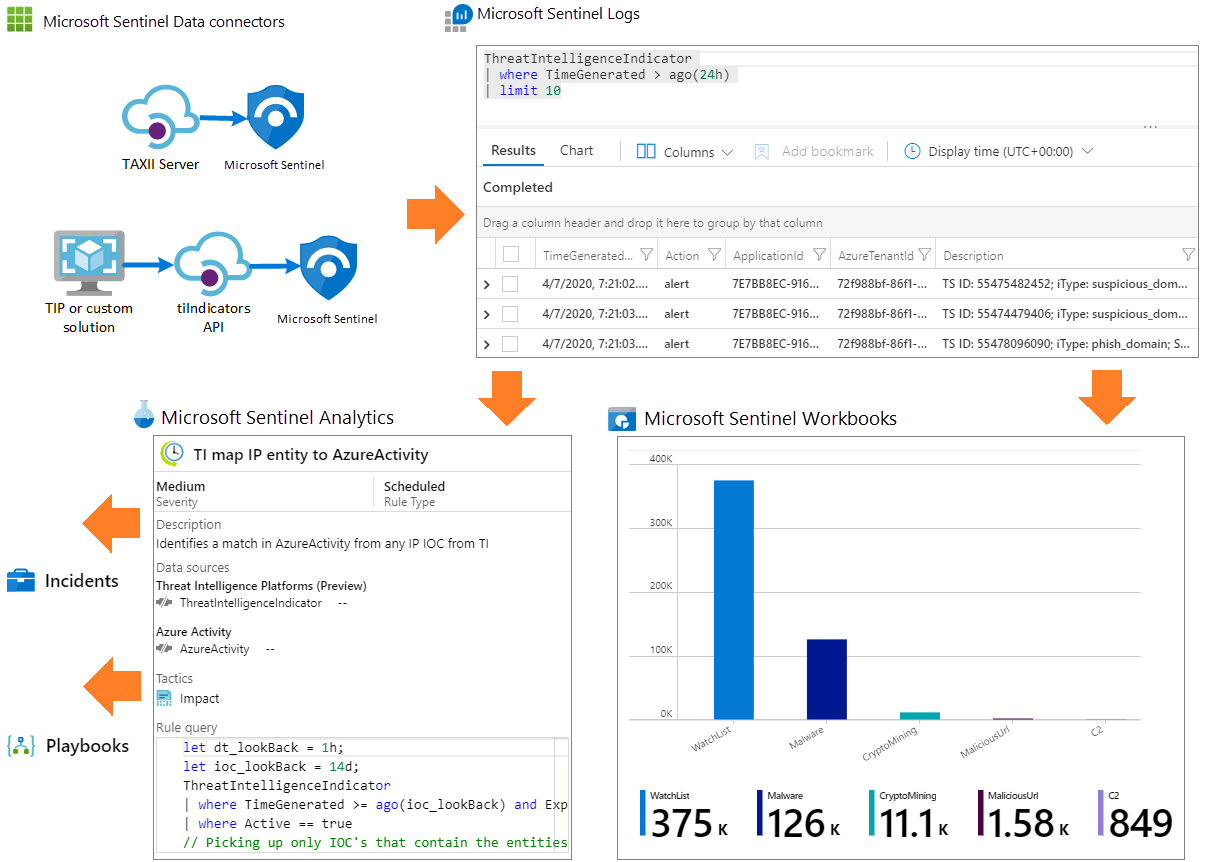 Microsoft Sentinel Data connectors
TAXII Server
Microsoft Sentinel
TIP or custom
solution
tiIndicators
API
Microsoft Sentinel
Microsoft Sentinel Logs
ThreatIntelligenceIndicator
| where TimeGenerated > ago(24h)
| limit 10
...
Results Chart Columns Add bookmark Display time (UTC+00:00)
Completed
Drag a column header and drop it here to group by that column
TimeGenerated... Action ApplicationId AzureTenantId Description
4/7/2020, 7:21:02.... alert 7E7BB8EC-916... 72f988bf-86f1-... TS ID: 55475482452; iType: suspicious_dom...
4/7/2020, 7:21:03.... alert 7E7BB8EC-916... 72f988bf-86f1-... TS ID: 55474479406; iType: suspicious_dom...
4/7/2020, 7:21:03.... alert 7E7BB8EC-916... 72f988bf-86f1-... TS ID: 55478096090; iType: phish_domain; S...
Microsoft Sentinel Analytics
TI map IP entity to AzureActivity
Medium
Severity
Scheduled
Rule Type
Description
Identifies a match in AzureActivity from any IP IOC from TI
Data sources
Threat Intelligence Platforms (Preview)
ThreatIntelligenceIndicator --
Azure Activity
AzureActivity --
Tactics
Impact
Rule query
let dt_lookBack = 1h;
let ioc_lookBack = 14d;
ThreatIntelligenceIndicator
| where TimeGenerated >= ago(ioc_lookBack) and Exp
| where Active == true
// Picking up only IOC's that contain the entities
Incidents
Playbooks
Microsoft Sentinel Workbooks
400K
300K
200K
100K
0K
WatchList
Malware
CryptoMining
MaliciousUrl
C2
WatchList
375 K
Malware
126 K
CryptoMining
11.1 K
MaliciousUrl
1.58 K
C2
849